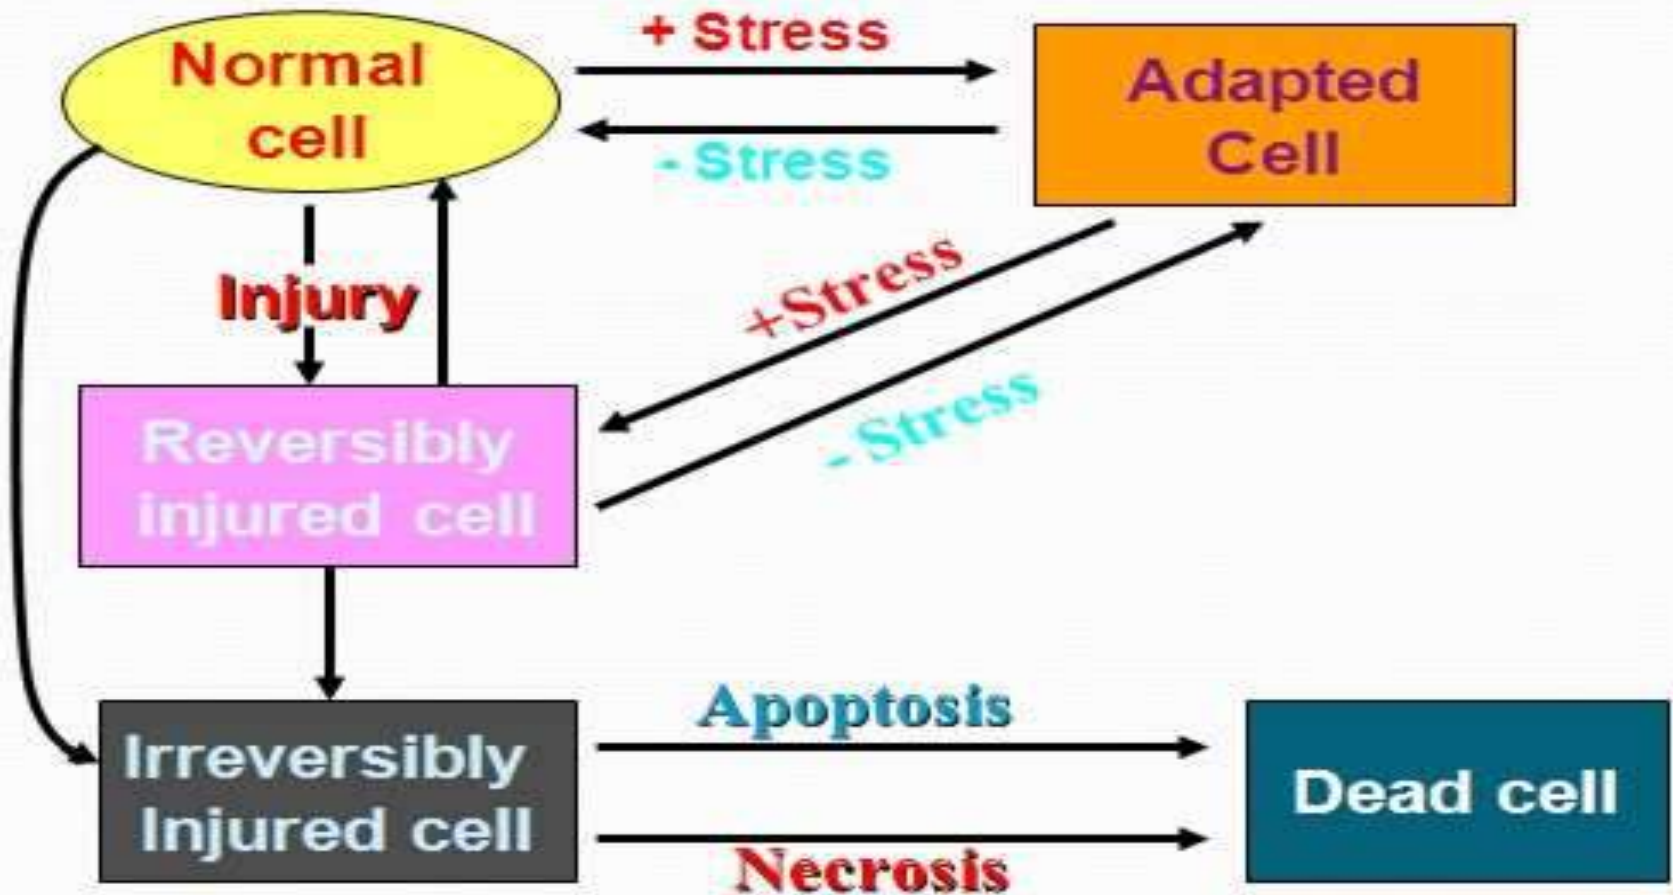 Normal
cell
+ Stress
- Stress
Adapted
Cell
Injury
+Stress
- Stress
Reversibly
injured cell
Irreversibly
Injured cell
Apoptosis
Necrosis
Dead cell